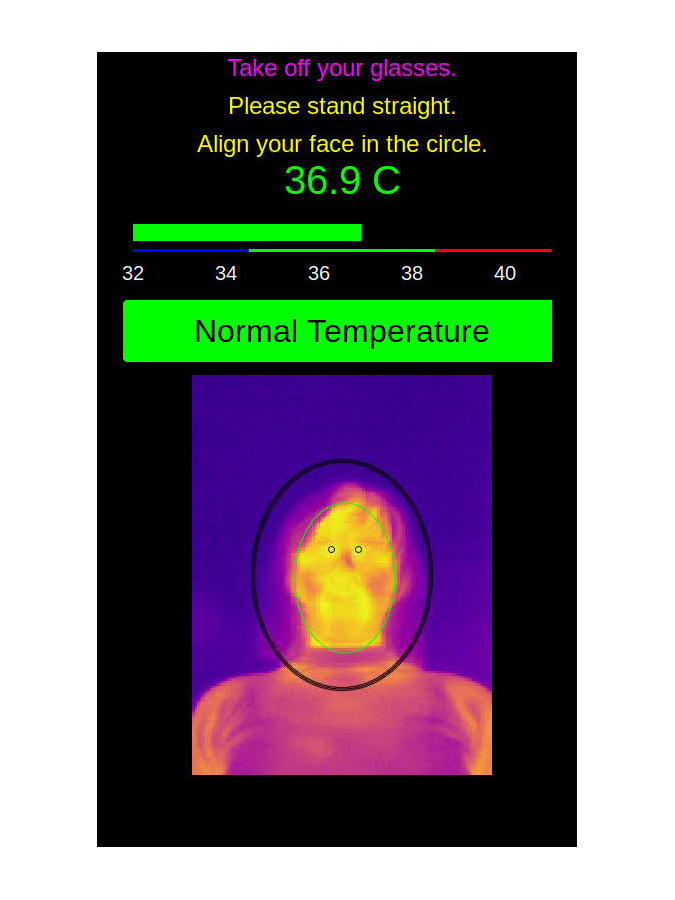 Take off your glasses.
Please stand straight.
Align your face in the circle.
36.9 C
32 34 36 38 40
Normal Temperature